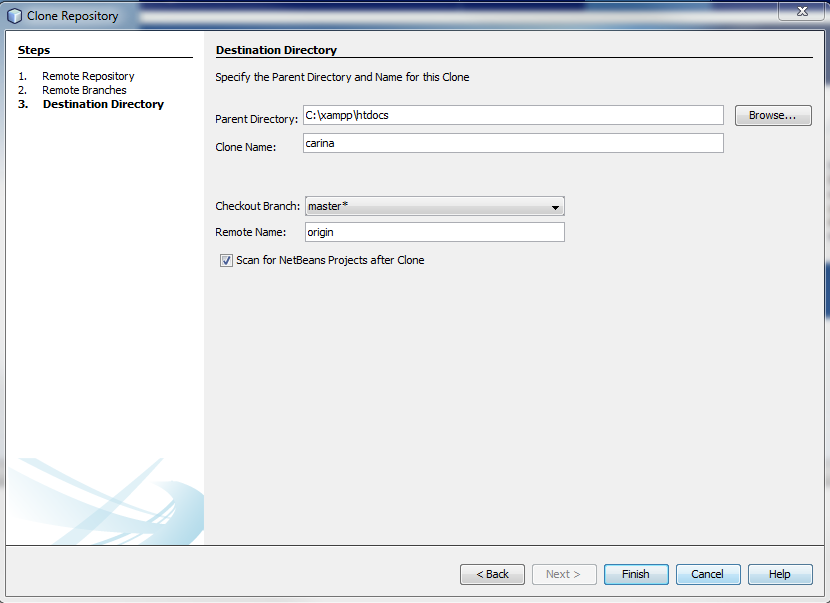 Clone Repository
Steps
1. Remote Repository
2. Remote Branches
3. Destination Directory
Destination Directory
Specify the Parent Directory and Name for this Clone
Parent Directory: C:\xampp\htdocs Browse...
Clone Name: carina
Checkout Branch: master*
Remote Name: origin
Scan for NetBeans Projects after Clone
< Back Next > Finish Cancel Help